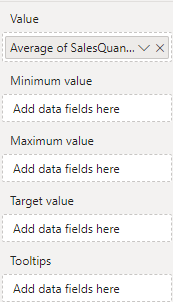 Value
Average of SalesQuan...
Minimum value
Add data fields here
Maximum value
Add data fields here
Target value
Add data fields here
Tooltips
Add data fields here